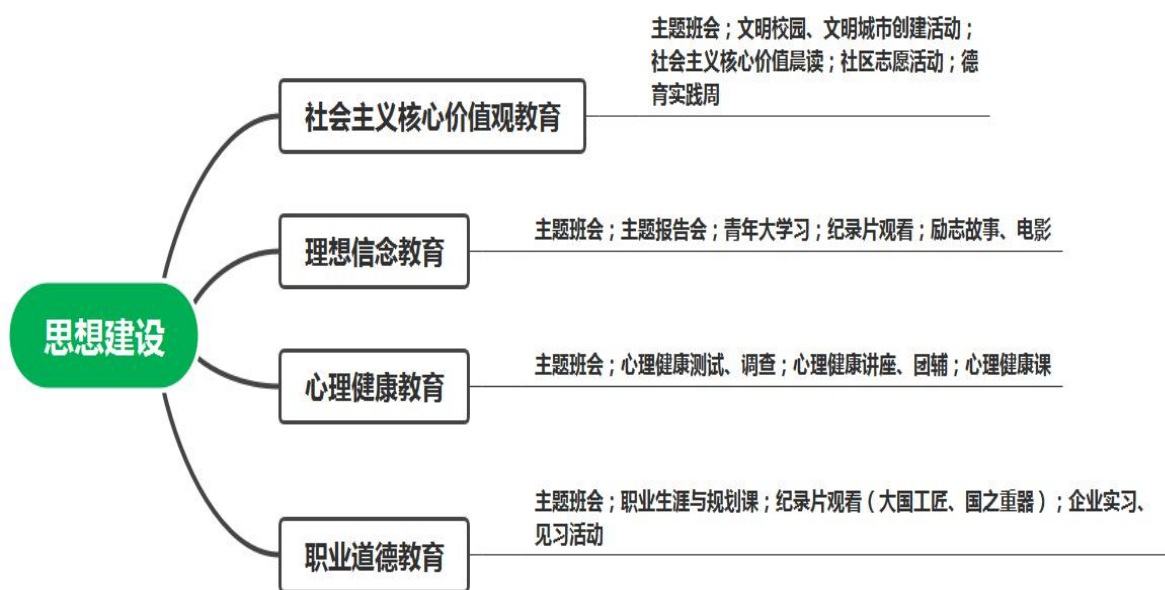 主题班会；文明校园、文明城市创建活动；
社会主义核心价值晨读；社区志愿活动；德
育实践周
社会主义核心价值观教育
主题班会；主题报告会；青年大学习；纪录片观看；励志故事、电影
理想信念教育
思想建设
主题班会；心理健康测试、调查；心理健康讲座、团辅；心理健康课
心理健康教育
主题班会；职业生涯与规划课；纪录片观看（大国工匠、国之重器）；企业实习、
见习活动
职业道德教育